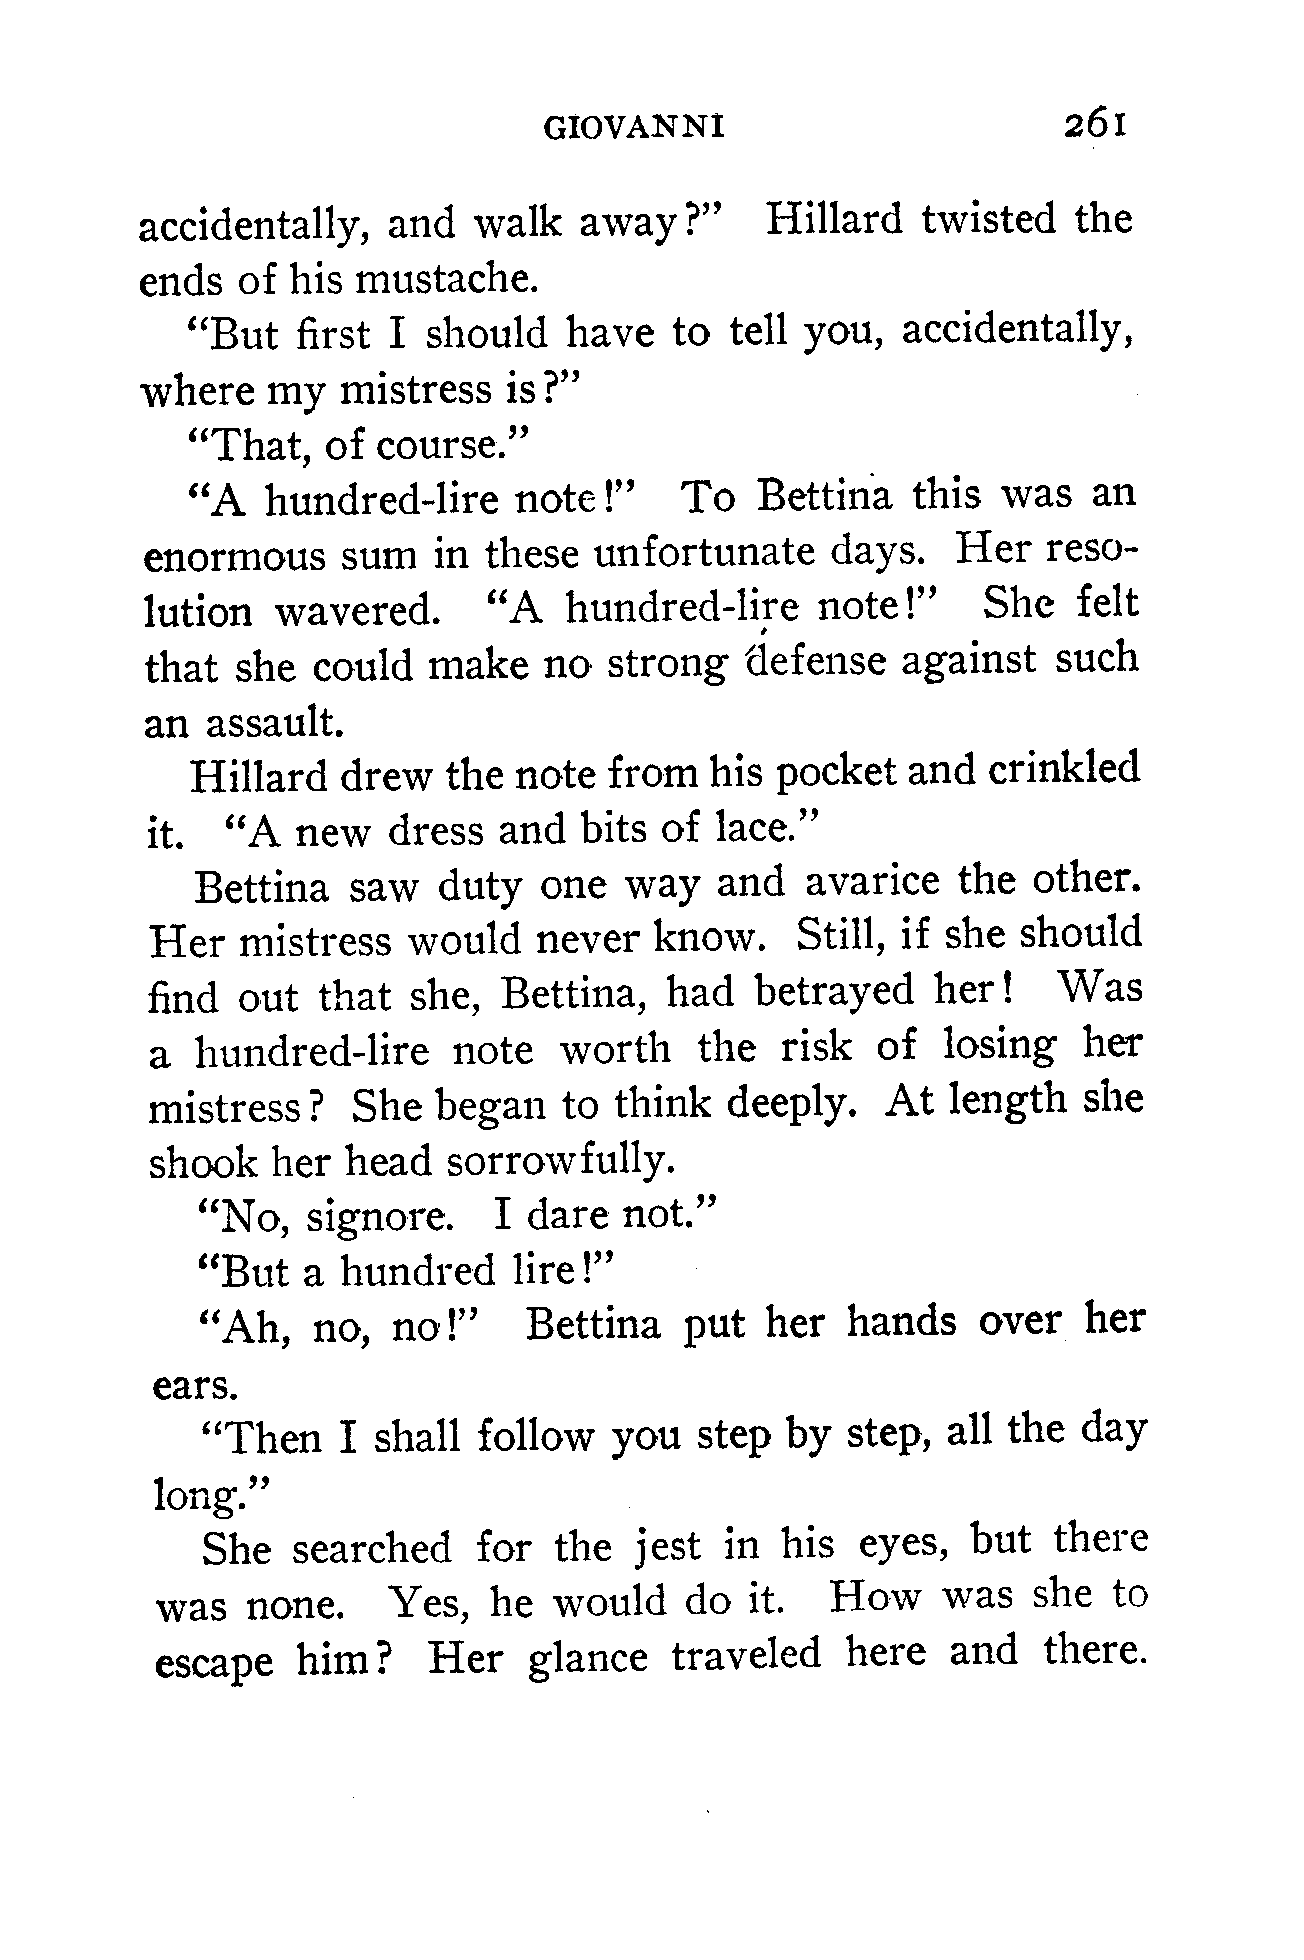 GIOVANNI 261
accidentally, and walk away?” Hillard twisted the
ends of his mustache.
“But first I should have to tell you, accidentally,
where my mistress is?”
“That, of course.”
“A hundred-lire note!” To Bettina this was an
enormous sum in these unfortunate days. Her reso-
lution wavered. “A hundred-lire note!” She felt
that she could make no strong defense against such
an assault.
Hillard drew the note from his pocket and crinkled
it. “A new dress and bits of lace.”
Bettina saw duty one way and avarice the other.
Her mistress would never know. Still, if she should
find out that she, Bettina, had betrayed her! Was
a hundred-lire note worth the risk of losing her
mistress? She began to think deeply. At length she
shook her head sorrowfully.
“No, signore. I dare not.”
“But a hundred lire!”
“Ah, no, no!” Bettina put her hands over her
ears.
“Then I shall follow you step by step, all the day
long.”
She searched for the jest in his eyes, but there
was none. Yes, he would do it. How was she to
escape him? Her glance traveled here and there.